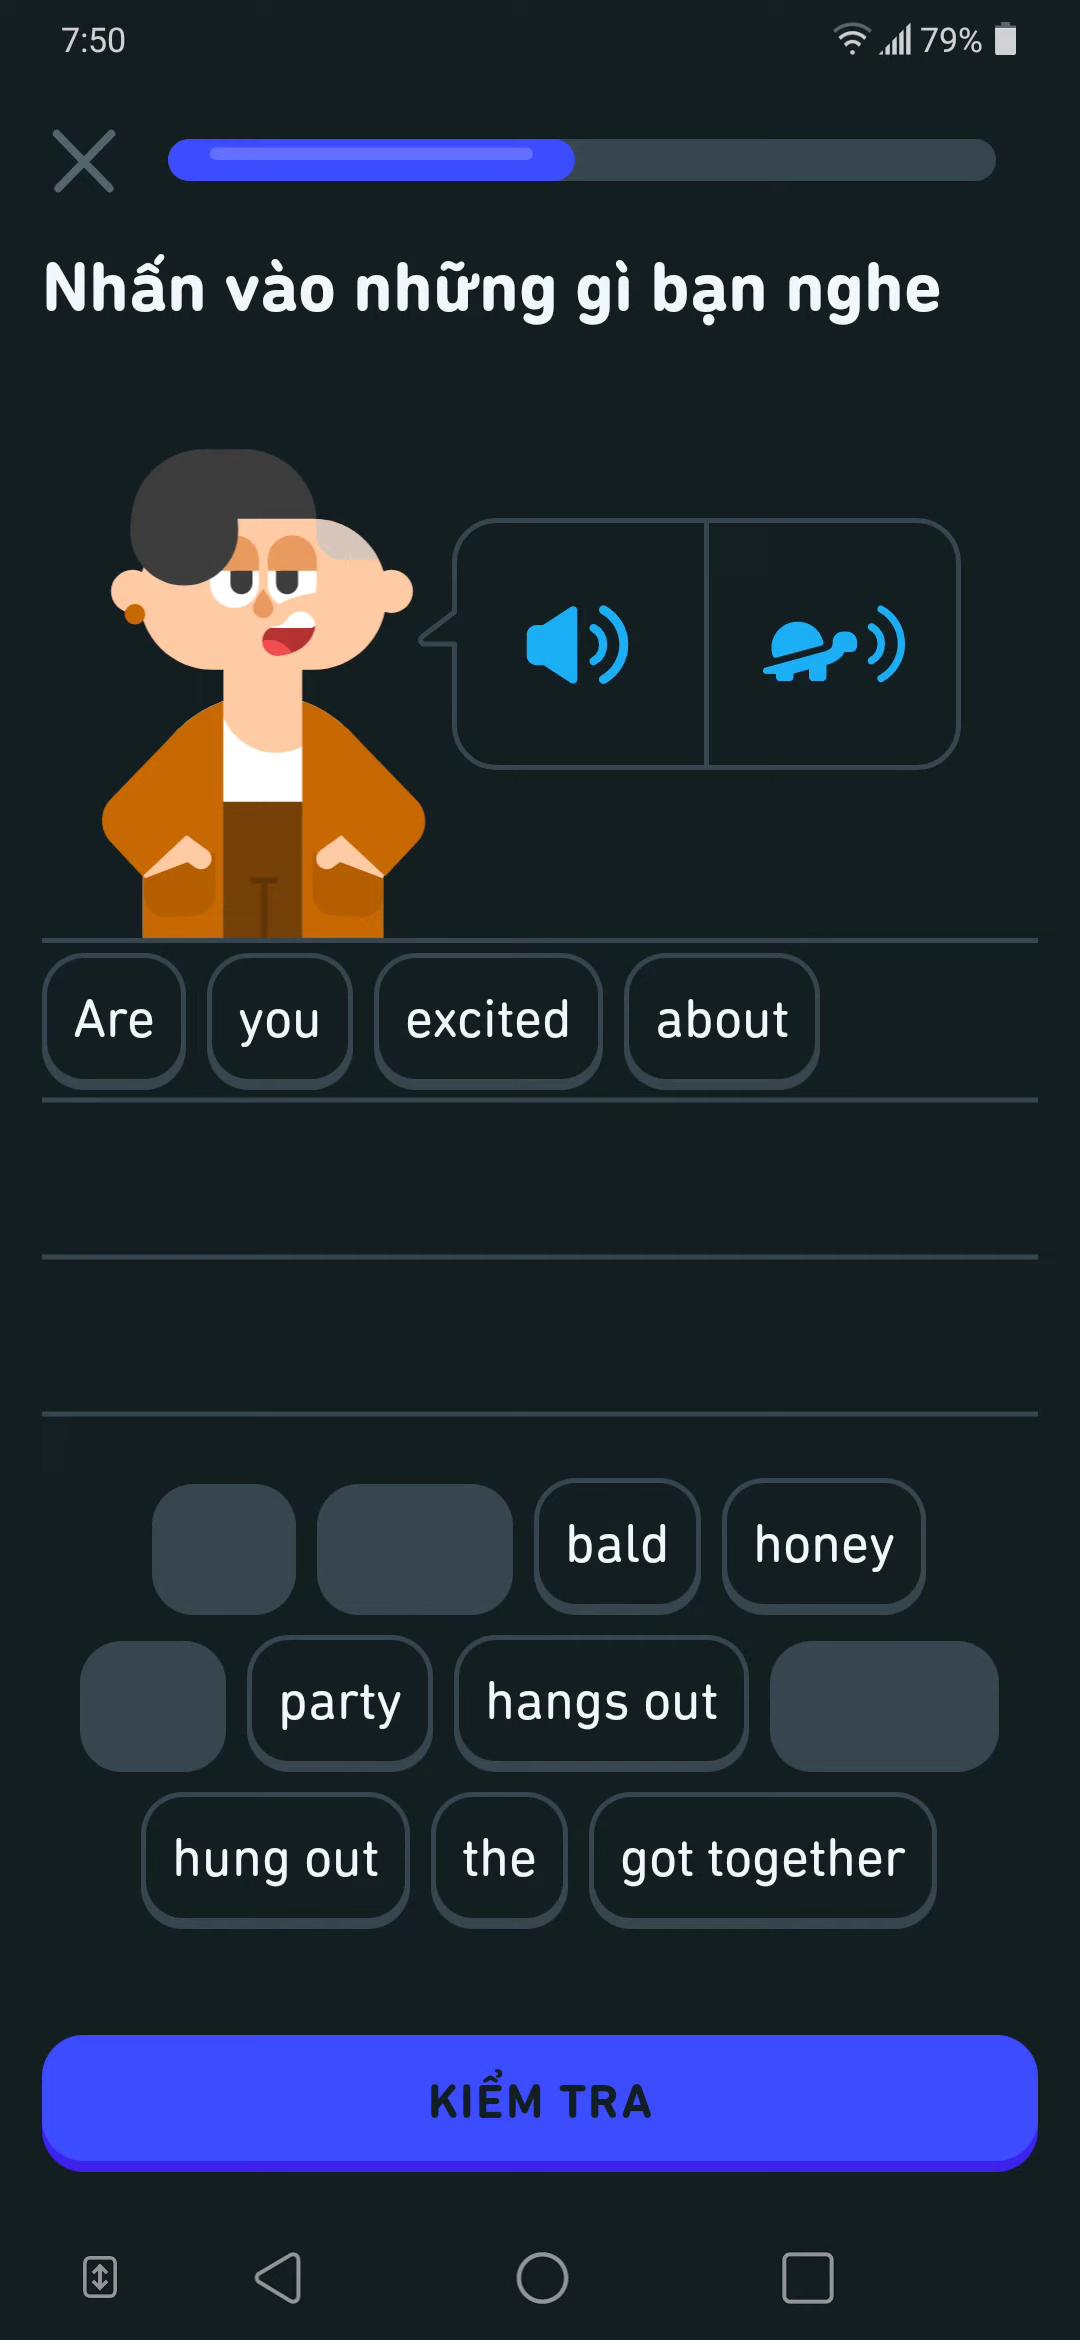 7:50 79%
Nhấn vào những gì bạn nghe
Are you excited about
bald honey
party hangs out
hung out the got together
KIỂM TRA